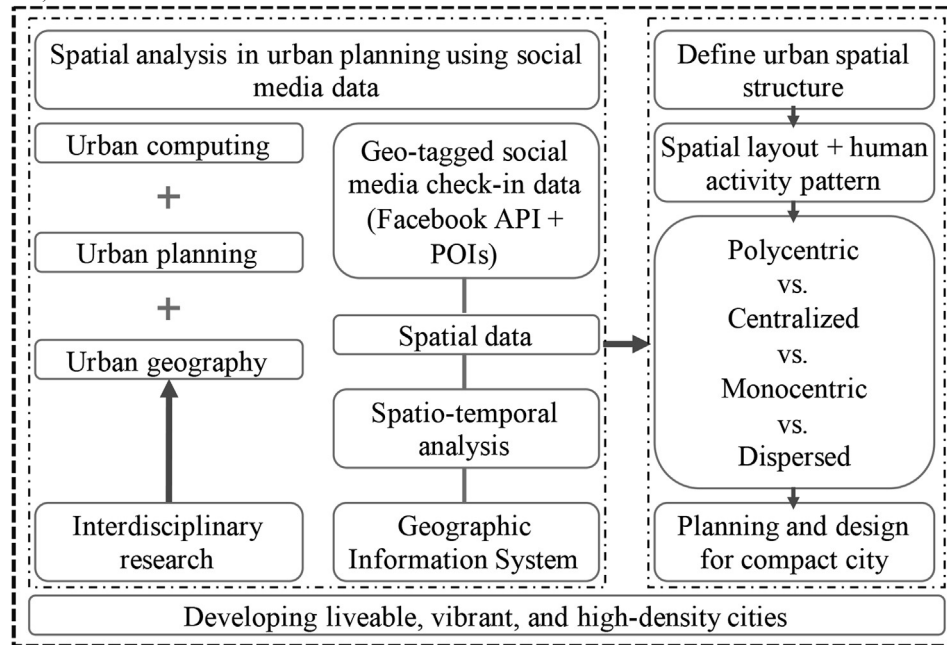 Spatial analysis in urban planning using social
media data
Urban computing
+
Urban planning
+
Urban geography
Interdisciplinary
research
Geo-tagged social
media check-in data
(Facebook API +
POIs)
Spatial data
Spatio-temporal
analysis
Geographic
Information System
Define urban spatial
structure
Spatial layout + human
activity pattern
Polycentric
vs.
Centralized
vs.
Monocentric
vs.
Dispersed
Planning and design
for compact city
Developing liveable, vibrant, and high-density cities